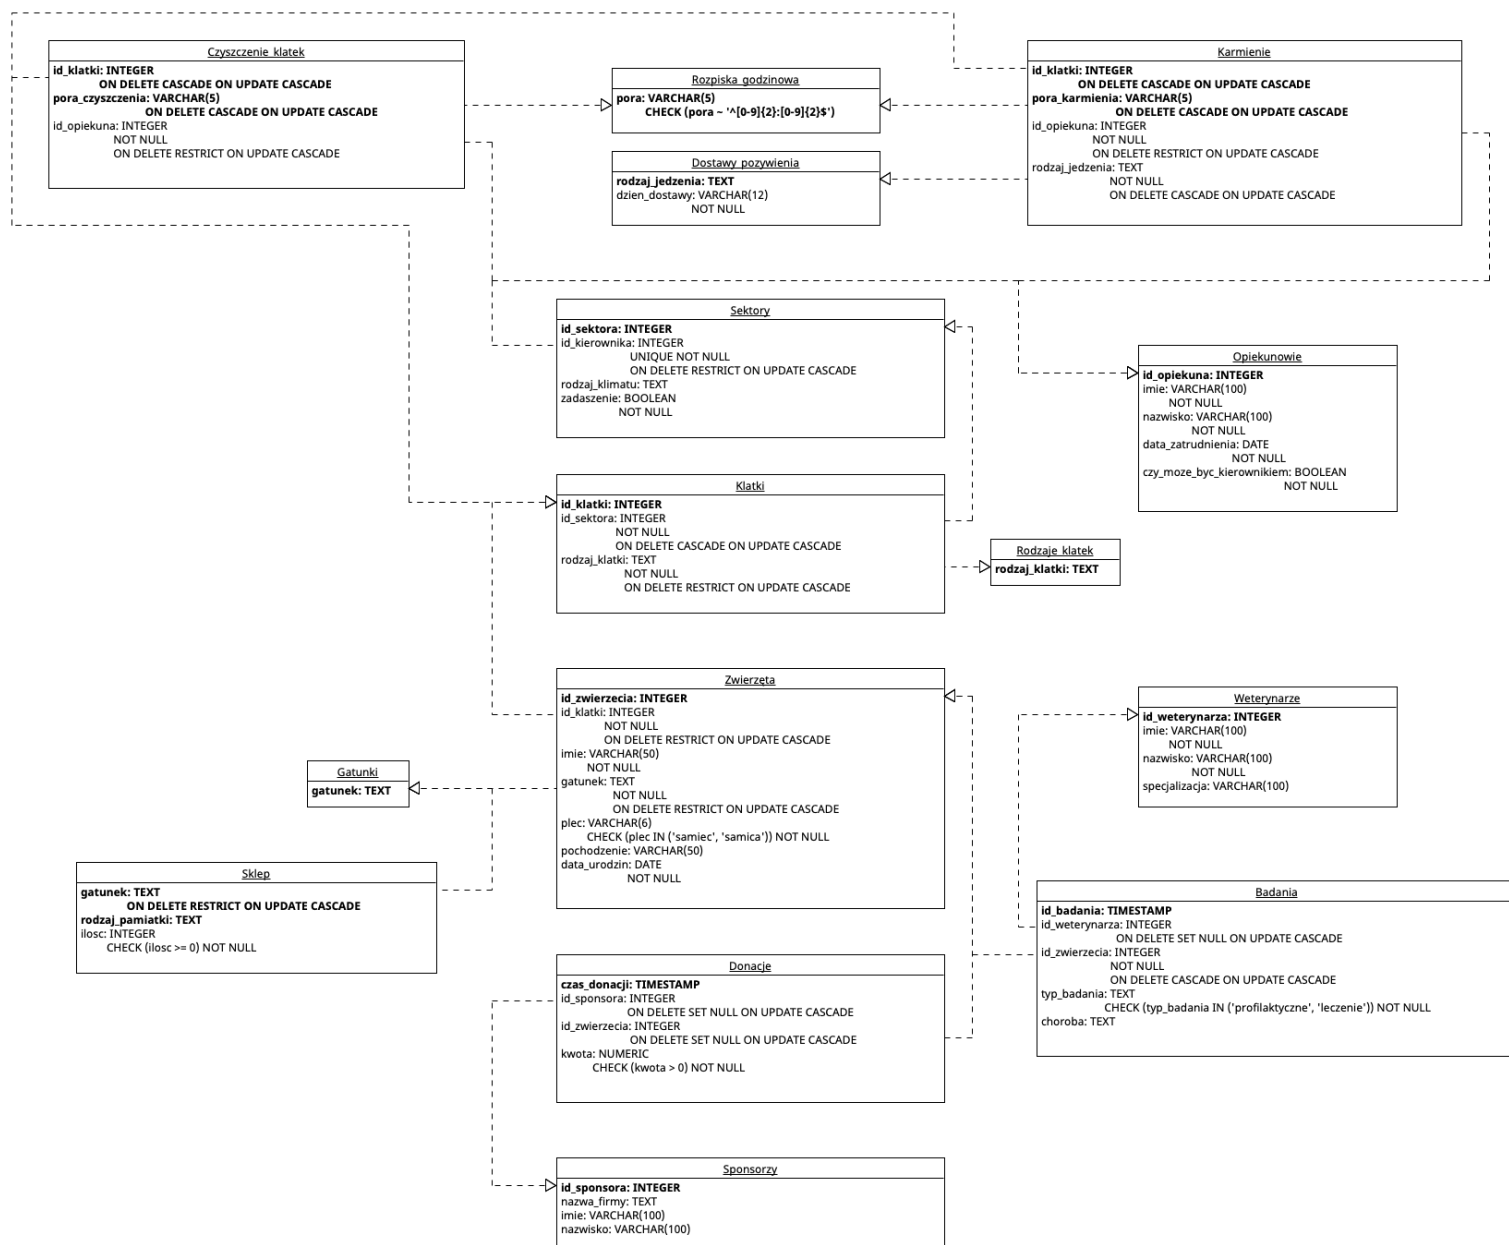 Czyszczenie klatek
id_klatki: INTEGER
ON DELETE CASCADE ON UPDATE CASCADE
pora_czyszczenia: VARCHAR(5)
ON DELETE CASCADE ON UPDATE CASCADE
id_opiekuna: INTEGER
NOT NULL
ON DELETE RESTRICT ON UPDATE CASCADE
Rozpiska godzinowa
pora: VARCHAR(5)
CHECK (pora ~ '^[0-9]{2}:[0-9]{2}$')
Dostawy pozywienia
rodzaj_jedzenia: TEXT
dzien_dostawy: VARCHAR(12)
NOT NULL
Karmienie
id_klatki: INTEGER
ON DELETE CASCADE ON UPDATE CASCADE
pora_karmienia: VARCHAR(5)
ON DELETE CASCADE ON UPDATE CASCADE
id_opiekuna: INTEGER
NOT NULL
ON DELETE RESTRICT ON UPDATE CASCADE
rodzaj_jedzenia: TEXT
NOT NULL
ON DELETE CASCADE ON UPDATE CASCADE
Sektory
id_sektora: INTEGER
id_kierownika: INTEGER
UNIQUE NOT NULL
ON DELETE RESTRICT ON UPDATE CASCADE
rodzaj_klimatu: TEXT
zadaszenie: BOOLEAN
NOT NULL
Opiekunowie
id_opiekuna: INTEGER
imie: VARCHAR(100)
NOT NULL
nazwisko: VARCHAR(100)
NOT NULL
data_zatrudnienia: DATE
NOT NULL
czy_moze_byc_kierownikiem: BOOLEAN
NOT NULL
Klatki
id_klatki: INTEGER
id_sektora: INTEGER
NOT NULL
ON DELETE CASCADE ON UPDATE CASCADE
rodzaj_klatki: TEXT
NOT NULL
ON DELETE RESTRICT ON UPDATE CASCADE
Rodzaje klatek
rodzaj_klatki: TEXT
Zwierzęta
id_zwierzecia: INTEGER
id_klatki: INTEGER
NOT NULL
ON DELETE RESTRICT ON UPDATE CASCADE
imie: VARCHAR(50)
NOT NULL
gatunek: TEXT
NOT NULL
ON DELETE RESTRICT ON UPDATE CASCADE
plec: VARCHAR(6)
CHECK (plec IN ('samiec', 'samica')) NOT NULL
pochodzenie: VARCHAR(50)
data_urodzin: DATE
NOT NULL
Weterynarze
id_weterynarza: INTEGER
imie: VARCHAR(100)
NOT NULL
nazwisko: VARCHAR(100)
NOT NULL
specjalizacja: VARCHAR(100)
Gatunki
gatunek: TEXT
Sklep
gatunek: TEXT
ON DELETE RESTRICT ON UPDATE CASCADE
rodzaj_pamiatki: TEXT
ilosc: INTEGER
CHECK (ilosc >= 0) NOT NULL
Badania
id_badania: TIMESTAMP
id_weterynarza: INTEGER
ON DELETE SET NULL ON UPDATE CASCADE
id_zwierzecia: INTEGER
NOT NULL
ON DELETE CASCADE ON UPDATE CASCADE
typ_badania: TEXT
CHECK (typ_badania IN ('profilaktyczne', 'leczenie')) NOT NULL
choroba: TEXT
Donacje
czas_donacji: TIMESTAMP
id_sponsora: INTEGER
ON DELETE SET NULL ON UPDATE CASCADE
id_zwierzecia: INTEGER
ON DELETE SET NULL ON UPDATE CASCADE
kwota: NUMERIC
CHECK (kwota > 0) NOT NULL
Sponsorzy
id_sponsora: INTEGER
nazwa_firmy: TEXT
imie: VARCHAR(100)
nazwisko: VARCHAR(100)